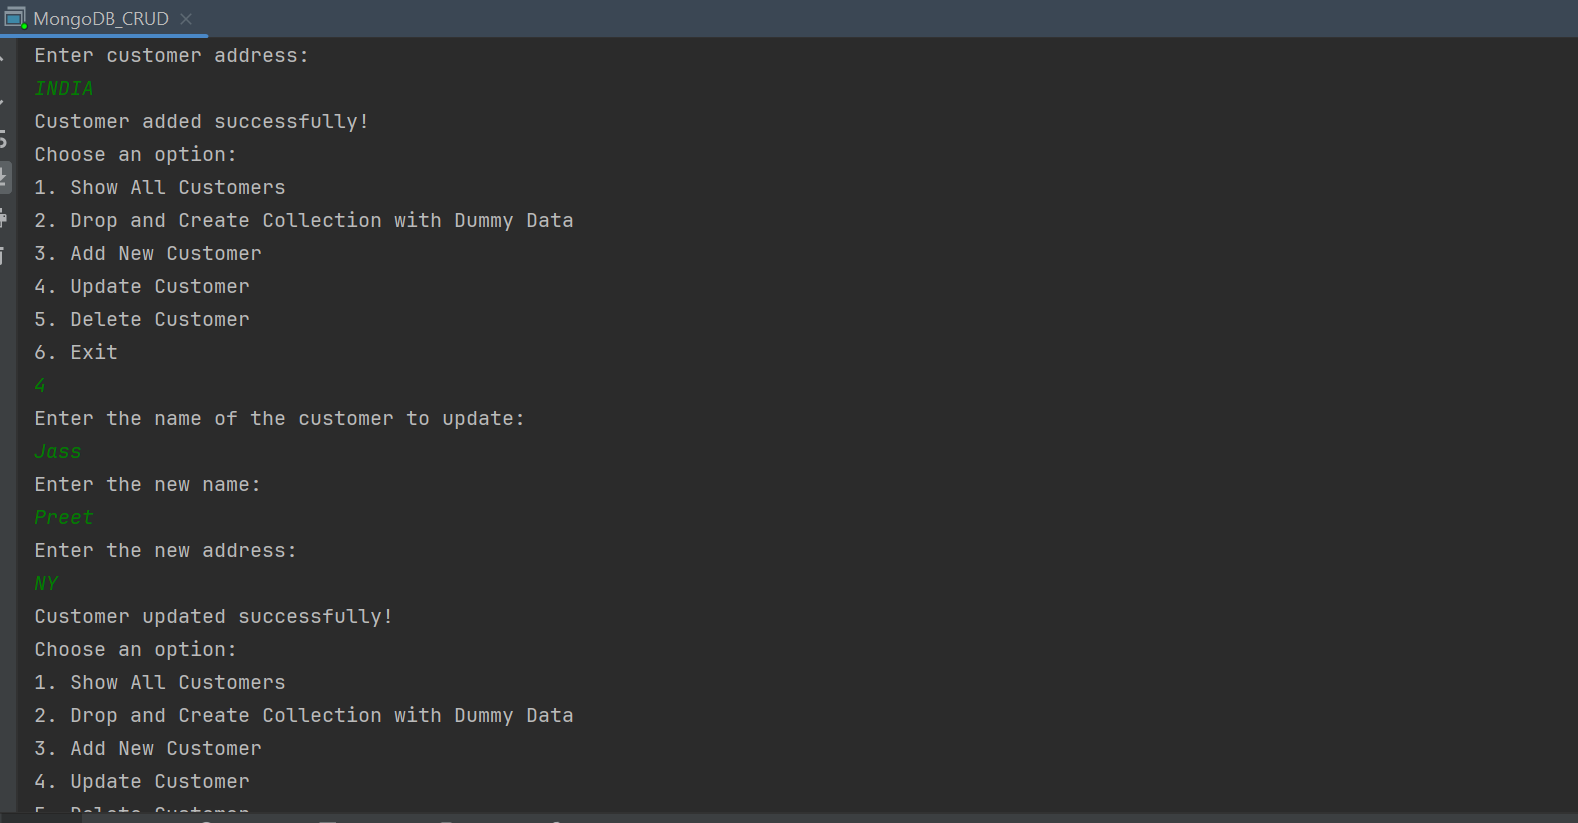 MongoDB_CRUD
Enter customer address:
INDIA
Customer added successfully!
Choose an option:
1. Show All Customers
2. Drop and Create Collection with Dummy Data
3. Add New Customer
4. Update Customer
5. Delete Customer
6. Exit
4
Enter the name of the customer to update:
Jass
Enter the new name:
Preet
Enter the new address:
NY
Customer updated successfully!
Choose an option:
1. Show All Customers
2. Drop and Create Collection with Dummy Data
3. Add New Customer
4. Update Customer
5. Delete Customer